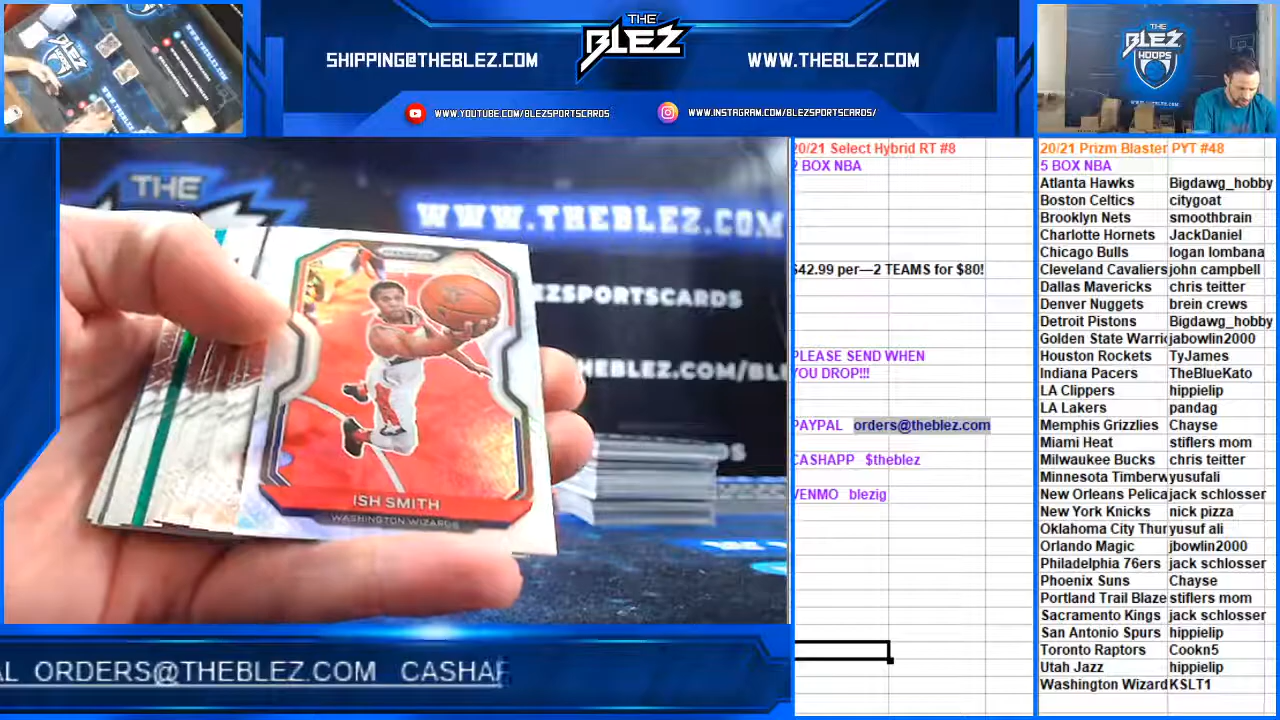 THE
BLEZ
SHIPPING@THEBLEZ.COM
WWW.THEBLEZ.COM
WWW.YOUTUBE.COM/BLEZSPORTSCARDS
WWW.INSTAGRAM.COM/BLEZSPORTSCARDS/
THE
BLEZ
HOOPS
THE
WWW.THEBLEZ.COM
EZSPORTSCARDS
HEBLEZ.COM/BL
ISH SMITH
WASHINGTON WIZARDS
AL ORDERS@THEBLEZ.COM CASHAP
20/21 Select Hybrid RT #8
2 BOX NBA
$42.99 per—2 TEAMS for $80!
PLEASE SEND WHEN
YOU DROP!!!
PAYPAL orders@theblez.com
CASHAPP $theblez
VENMO blezig
20/21 Prizm Blaster PYT #48
5 BOX NBA
Atlanta Hawks Bigdawg_hobby
Boston Celtics citygoat
Brooklyn Nets smoothbrain
Charlotte Hornets JackDaniel
Chicago Bulls logan lombana
Cleveland Cavaliers john campbell
Dallas Mavericks chris teitter
Denver Nuggets brein crews
Detroit Pistons Bigdawg_hobby
Golden State Warri jabowlin2000
Houston Rockets TyJames
Indiana Pacers TheBlueKato
LA Clippers hippielip
LA Lakers pandag
Memphis Grizzlies Chayse
Miami Heat stiflers mom
Milwaukee Bucks chris teitter
Minnesota Timberw yusufali
New Orleans Pelica jack schlosser
New York Knicks nick pizza
Oklahoma City Thur yusuf ali
Orlando Magic jbowlin2000
Philadelphia 76ers jack schlosser
Phoenix Suns Chayse
Portland Trail Blaze stiflers mom
Sacramento Kings jack schlosser
San Antonio Spurs hippielip
Toronto Raptors Cookn5
Utah Jazz hippielip
Washington Wizard KSLT1